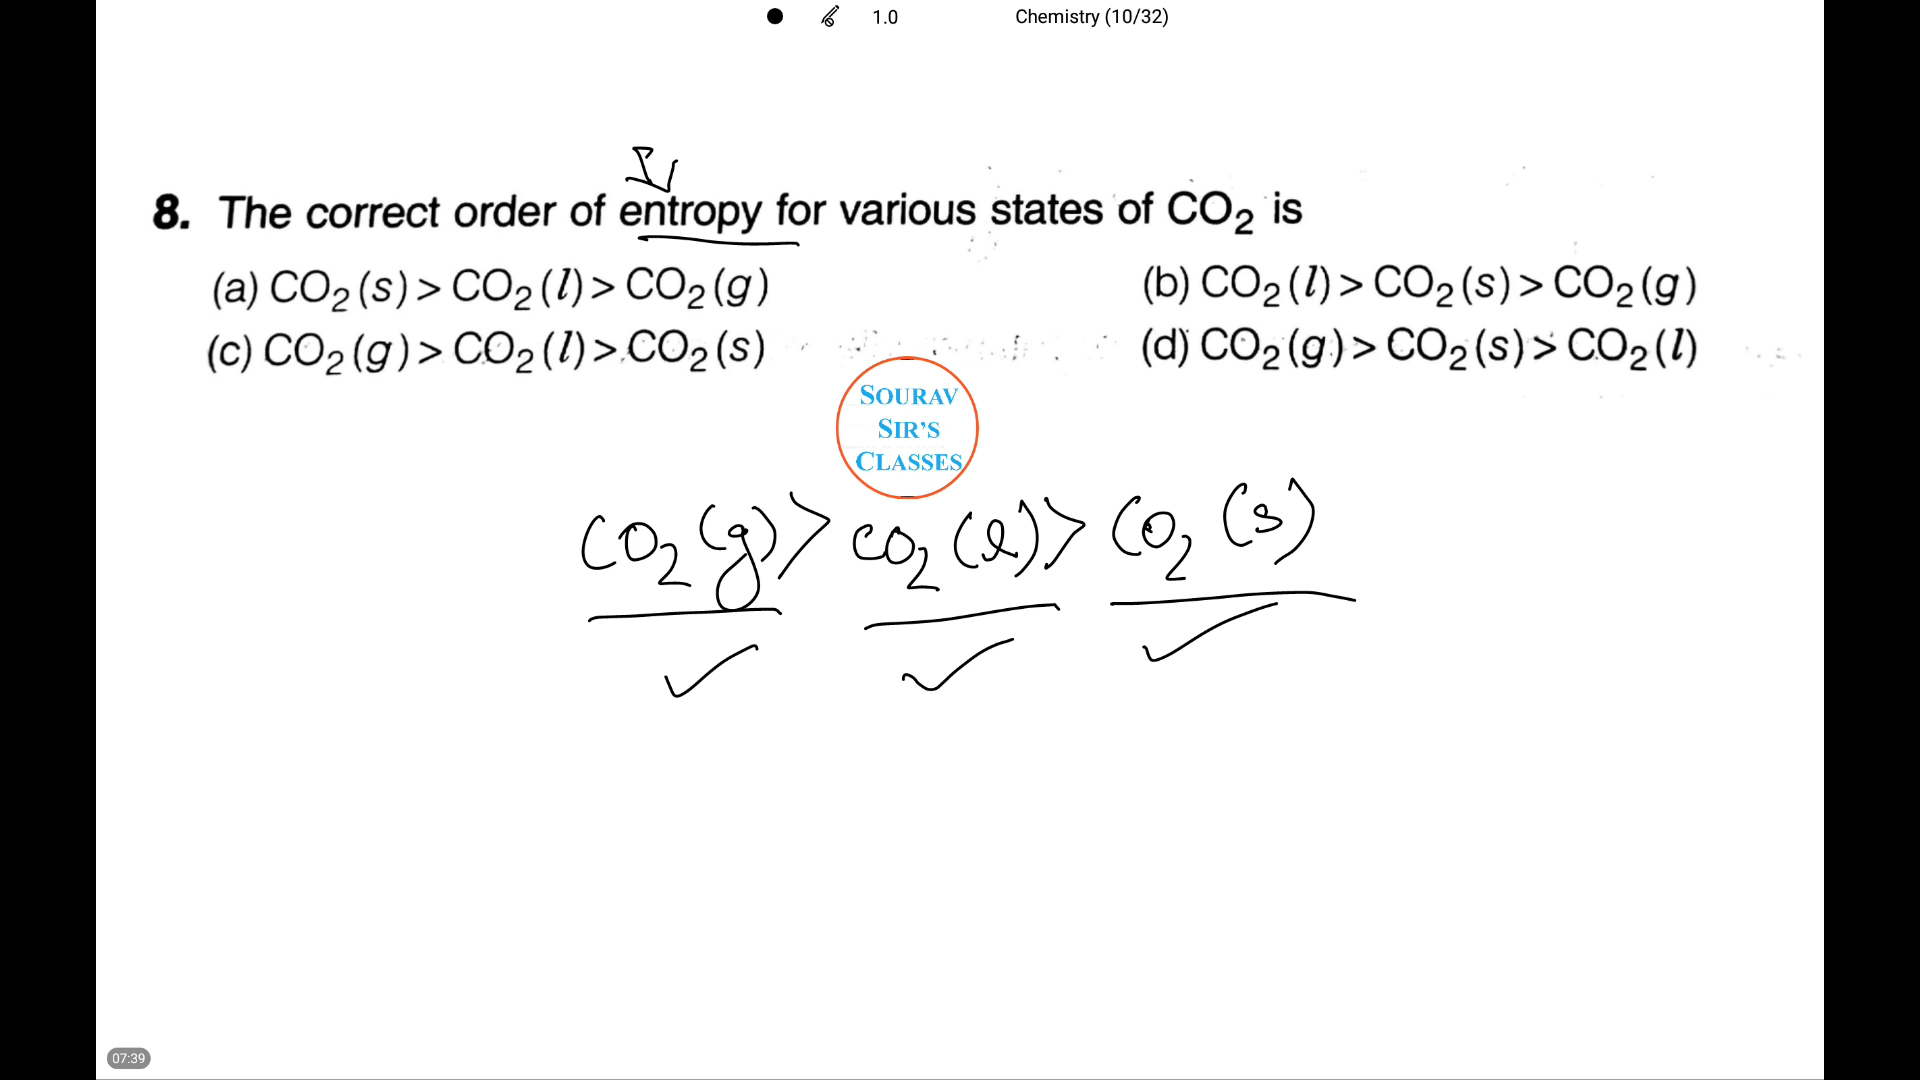 1.0 Chemistry (10/32)
8. The correct order of entropy for various states of CO₂ is
(a) CO₂(s) > CO₂(l) > CO₂(g) (b) CO₂(l) > CO₂(s) > CO₂(g)
(c) CO₂(g) > CO₂(l) > CO₂(s) (d) CO₂(g) > CO₂(s) > CO₂(l)
SOURAV
SIR'S
CLASSES
CO₂(g) > CO₂(l) > CO₂(s)
07:39